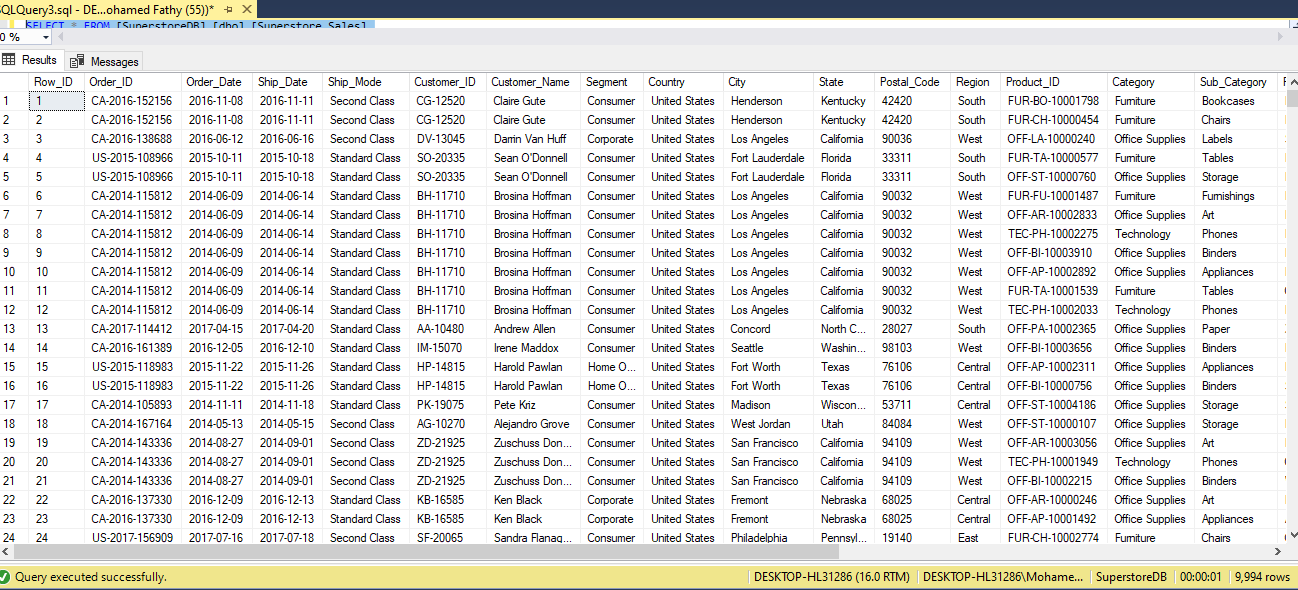 SQLQuery3.sql - DE...ohamed Fathy (55))*
SELECT * FROM [SuperstoreDB].[dbo].[Superstore_Sales]
0 %
Results Messages
Row_ID Order_ID Order_Date Ship_Date Ship_Mode Customer_ID Customer_Name Segment Country City State Postal_Code Region Product_ID Category Sub_Category
1 1 CA-2016-152156 2016-11-08 2016-11-11 Second Class CG-12520 Claire Gute Consumer United States Henderson Kentucky 42420 South FUR-BO-10001798 Furniture Bookcases
2 2 CA-2016-152156 2016-11-08 2016-11-11 Second Class CG-12520 Claire Gute Consumer United States Henderson Kentucky 42420 South FUR-CH-10000454 Furniture Chairs
3 3 CA-2016-138688 2016-06-12 2016-06-16 Second Class DV-13045 Darrin Van Huff Corporate United States Los Angeles California 90036 West OFF-LA-10000240 Office Supplies Labels
4 4 US-2015-108966 2015-10-11 2015-10-18 Standard Class SO-20335 Sean O'Donnell Consumer United States Fort Lauderdale Florida 33311 South FUR-TA-10000577 Furniture Tables
5 5 US-2015-108966 2015-10-11 2015-10-18 Standard Class SO-20335 Sean O'Donnell Consumer United States Fort Lauderdale Florida 33311 South OFF-ST-10000760 Office Supplies Storage
6 6 CA-2014-115812 2014-06-09 2014-06-14 Standard Class BH-11710 Brosina Hoffman Consumer United States Los Angeles California 90032 West FUR-FU-10001487 Furniture Furnishings
7 7 CA-2014-115812 2014-06-09 2014-06-14 Standard Class BH-11710 Brosina Hoffman Consumer United States Los Angeles California 90032 West OFF-AR-10002833 Office Supplies Art
8 8 CA-2014-115812 2014-06-09 2014-06-14 Standard Class BH-11710 Brosina Hoffman Consumer United States Los Angeles California 90032 West TEC-PH-10002275 Technology Phones
9 9 CA-2014-115812 2014-06-09 2014-06-14 Standard Class BH-11710 Brosina Hoffman Consumer United States Los Angeles California 90032 West OFF-BI-10003910 Office Supplies Binders
10 10 CA-2014-115812 2014-06-09 2014-06-14 Standard Class BH-11710 Brosina Hoffman Consumer United States Los Angeles California 90032 West OFF-AP-10002892 Office Supplies Appliances
11 11 CA-2014-115812 2014-06-09 2014-06-14 Standard Class BH-11710 Brosina Hoffman Consumer United States Los Angeles California 90032 West FUR-TA-10001539 Furniture Tables
12 12 CA-2014-115812 2014-06-09 2014-06-14 Standard Class BH-11710 Brosina Hoffman Consumer United States Los Angeles California 90032 West TEC-PH-10002033 Technology Phones
13 13 CA-2017-114412 2017-04-15 2017-04-20 Standard Class AA-10480 Andrew Allen Consumer United States Concord North C... 28027 South OFF-PA-10002365 Office Supplies Paper
14 14 CA-2016-161389 2016-12-05 2016-12-10 Standard Class IM-15070 Irene Maddox Consumer United States Seattle Washin... 98103 West OFF-BI-10003656 Office Supplies Binders
15 15 US-2015-118983 2015-11-22 2015-11-26 Standard Class HP-14815 Harold Pawlan Home O... United States Fort Worth Texas 76106 Central OFF-AP-10002311 Office Supplies Appliances
16 16 US-2015-118983 2015-11-22 2015-11-26 Standard Class HP-14815 Harold Pawlan Home O... United States Fort Worth Texas 76106 Central OFF-BI-10000756 Office Supplies Binders
17 17 CA-2014-105893 2014-11-11 2014-11-18 Standard Class PK-19075 Pete Kriz Consumer United States Madison Wiscon... 53711 Central OFF-ST-10004186 Office Supplies Storage
18 18 CA-2014-167164 2014-05-13 2014-05-15 Second Class AG-10270 Alejandro Grove Consumer United States West Jordan Utah 84084 West OFF-ST-10000107 Office Supplies Storage
19 19 CA-2014-143336 2014-08-27 2014-09-01 Second Class ZD-21925 Zuschuss Don... Consumer United States San Francisco California 94109 West OFF-AR-10003056 Office Supplies Art
20 20 CA-2014-143336 2014-08-27 2014-09-01 Second Class ZD-21925 Zuschuss Don... Consumer United States San Francisco California 94109 West TEC-PH-10001949 Technology Phones
21 21 CA-2014-143336 2014-08-27 2014-09-01 Second Class ZD-21925 Zuschuss Don... Consumer United States San Francisco California 94109 West OFF-BI-10002215 Office Supplies Binders
22 22 CA-2016-137330 2016-12-09 2016-12-13 Standard Class KB-16585 Ken Black Corporate United States Fremont Nebraska 68025 Central OFF-AR-10000246 Office Supplies Art
23 23 CA-2016-137330 2016-12-09 2016-12-13 Standard Class KB-16585 Ken Black Corporate United States Fremont Nebraska 68025 Central OFF-AP-10001492 Office Supplies Appliances
24 24 US-2017-156909 2017-07-16 2017-07-18 Second Class SF-20065 Sandra Flanag... Consumer United States Philadelphia Pennsyl... 19140 East FUR-CH-10002774 Furniture Chairs
Query executed successfully. DESKTOP-HL31286 (16.0 RTM) DESKTOP-HL31286\Mohame... SuperstoreDB 00:00:01 9,994 rows